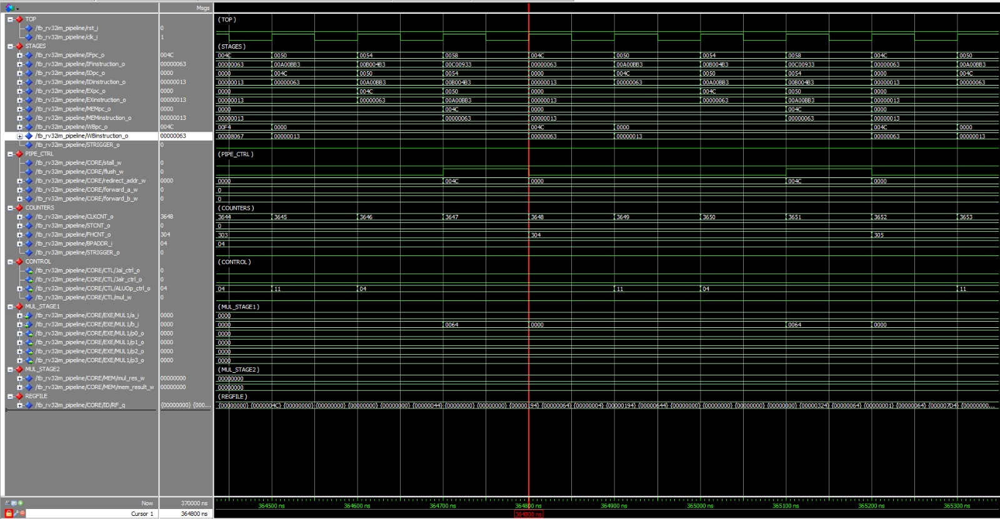 Msgs
TOP (TOP)
/tb_rv32im_pipeline/rst_i 0
/tb_rv32im_pipeline/clk_i 1
STAGES (STAGES)
/tb_rv32im_pipeline/IFpc_o 004C 004C 0050 0054 0058 004C 0050 0054 0058 004C 0050
/tb_rv32im_pipeline/IFinstruction_o 00000063 00000063 00A00BB3 00B004B3 00C00933 00000063 00A00BB3 00B004B3 00C00933 00000063 00A00BB3
/tb_rv32im_pipeline/IDpc_o 0000 0000 004C 0050 0054 0000 004C 0050 0054 0000 004C
/tb_rv32im_pipeline/IDinstruction_o 00000013 00000013 00000063 00A00BB3 00B004B3 00000013 00000063 00A00BB3 00B004B3 00000013 00000063
/tb_rv32im_pipeline/EXpc_o 0000 0000 004C 0050 0000 004C 0050 0000
/tb_rv32im_pipeline/EXinstruction_o 00000013 00000013 00000063 00A00BB3 00000013 00000063 00A00BB3 00000013
/tb_rv32im_pipeline/MEMpc_o 0000 0000 004C 0000 004C 0000
/tb_rv32im_pipeline/MEMinstruction_o 00000013 00000013 00000063 00000013 00000063 00000013
/tb_rv32im_pipeline/WBpc_o 004C 00F4 0000 004C 0000 004C 0000
/tb_rv32im_pipeline/WBinstruction_o 00000063 00008067 00000013 00000063 00000013 00000063 00000013
/tb_rv32im_pipeline/STRIGGER_o 0
PIPE_CTRL (PIPE_CTRL)
/tb_rv32im_pipeline/CORE/stall_w 0
/tb_rv32im_pipeline/CORE/flush_w 0
/tb_rv32im_pipeline/CORE/redirect_addr_w 0000 0000 004C 0000 004C 0000
/tb_rv32im_pipeline/CORE/forward_a_w 0 0
/tb_rv32im_pipeline/CORE/forward_b_w 0 0
COUNTERS (COUNTERS)
/tb_rv32im_pipeline/CLKCNT_o 3648 3644 3645 3646 3647 3648 3649 3650 3651 3652 3653
/tb_rv32im_pipeline/STCNT_o 0 0
/tb_rv32im_pipeline/FHCNT_o 304 303 304 305
/tb_rv32im_pipeline/BPADDR_i 04 04
/tb_rv32im_pipeline/STRIGGER_o 0
CONTROL (CONTROL)
/tb_rv32im_pipeline/CORE/CTL/Jal_ctrl_o 0
/tb_rv32im_pipeline/CORE/CTL/Jalr_ctrl_o 0
/tb_rv32im_pipeline/CORE/CTL/ALUOp_ctrl_o 04 04 11 04 11 04 11
/tb_rv32im_pipeline/CORE/CTL/mul_w 0
MUL_STAGE1 (MUL_STAGE1)
/tb_rv32im_pipeline/CORE/EXE/MUL1/a_i 0000 0000
/tb_rv32im_pipeline/CORE/EXE/MUL1/b_i 0000 0000 0064 0000 0064 0000
/tb_rv32im_pipeline/CORE/EXE/MUL1/p0_o 0000 0000
/tb_rv32im_pipeline/CORE/EXE/MUL1/p1_o 0000 0000
/tb_rv32im_pipeline/CORE/EXE/MUL1/p2_o 0000 0000
/tb_rv32im_pipeline/CORE/EXE/MUL1/p3_o 0000 0000
MUL_STAGE2 (MUL_STAGE2)
/tb_rv32im_pipeline/CORE/MEM/mul_res_w 00000000 00000000
/tb_rv32im_pipeline/CORE/MEM/mem_result_w 00000000 00000000
REGFILE (REGFILE)
/tb_rv32im_pipeline/CORE/ID/RF_q {00000000} {000... {00000000} {0000004C} {00000000} {00000000} {00000000} {00000000} {00000044} {00000000} {00000000} {00000064} {00000004} {00000194} {00000644} {00000000} {00000000} {00000000} {00000324} {00000064} {00000001} {00000064} {000007D4} {00000000...
Now 370000 ns 364500 ns 364600 ns 364700 ns 364800 ns 364900 ns 365000 ns 365100 ns 365200 ns 365300 ns
Cursor 1 364800 ns 364800 ns